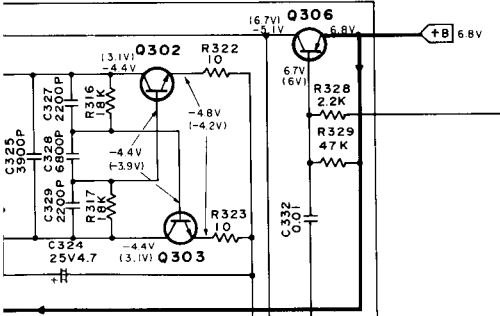 Q306
(6.7V)
-5.1V
6.8V
+B
6.8V
Q302
R322
10
(3.1V)
-4.4V
6.7V
(6V)
R328
2.2K
R329
47K
C327
2200P
R316
18K
-4.8V
(-4.2V)
-4.4V
(-3.9V)
C325
3900P
C328
6800P
C329
2200P
R317
18K
C332
0.01
R323
10
C324
25V4.7
-4.4V
(3.1V)
Q303